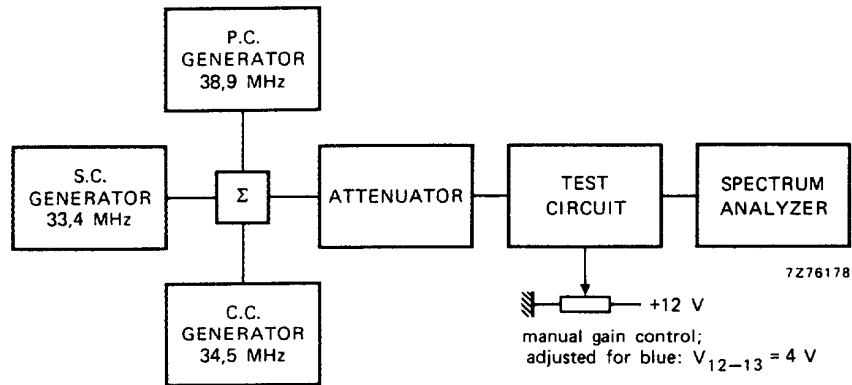 P.C.
GENERATOR
38,9 MHz
S.C.
GENERATOR
33,4 MHz
Σ
ATTENUATOR
TEST
CIRCUIT
SPECTRUM
ANALYZER
7Z76178
+12 V
C.C.
GENERATOR
34,5 MHz
manual gain control;
adjusted for blue: V12–13 = 4 V